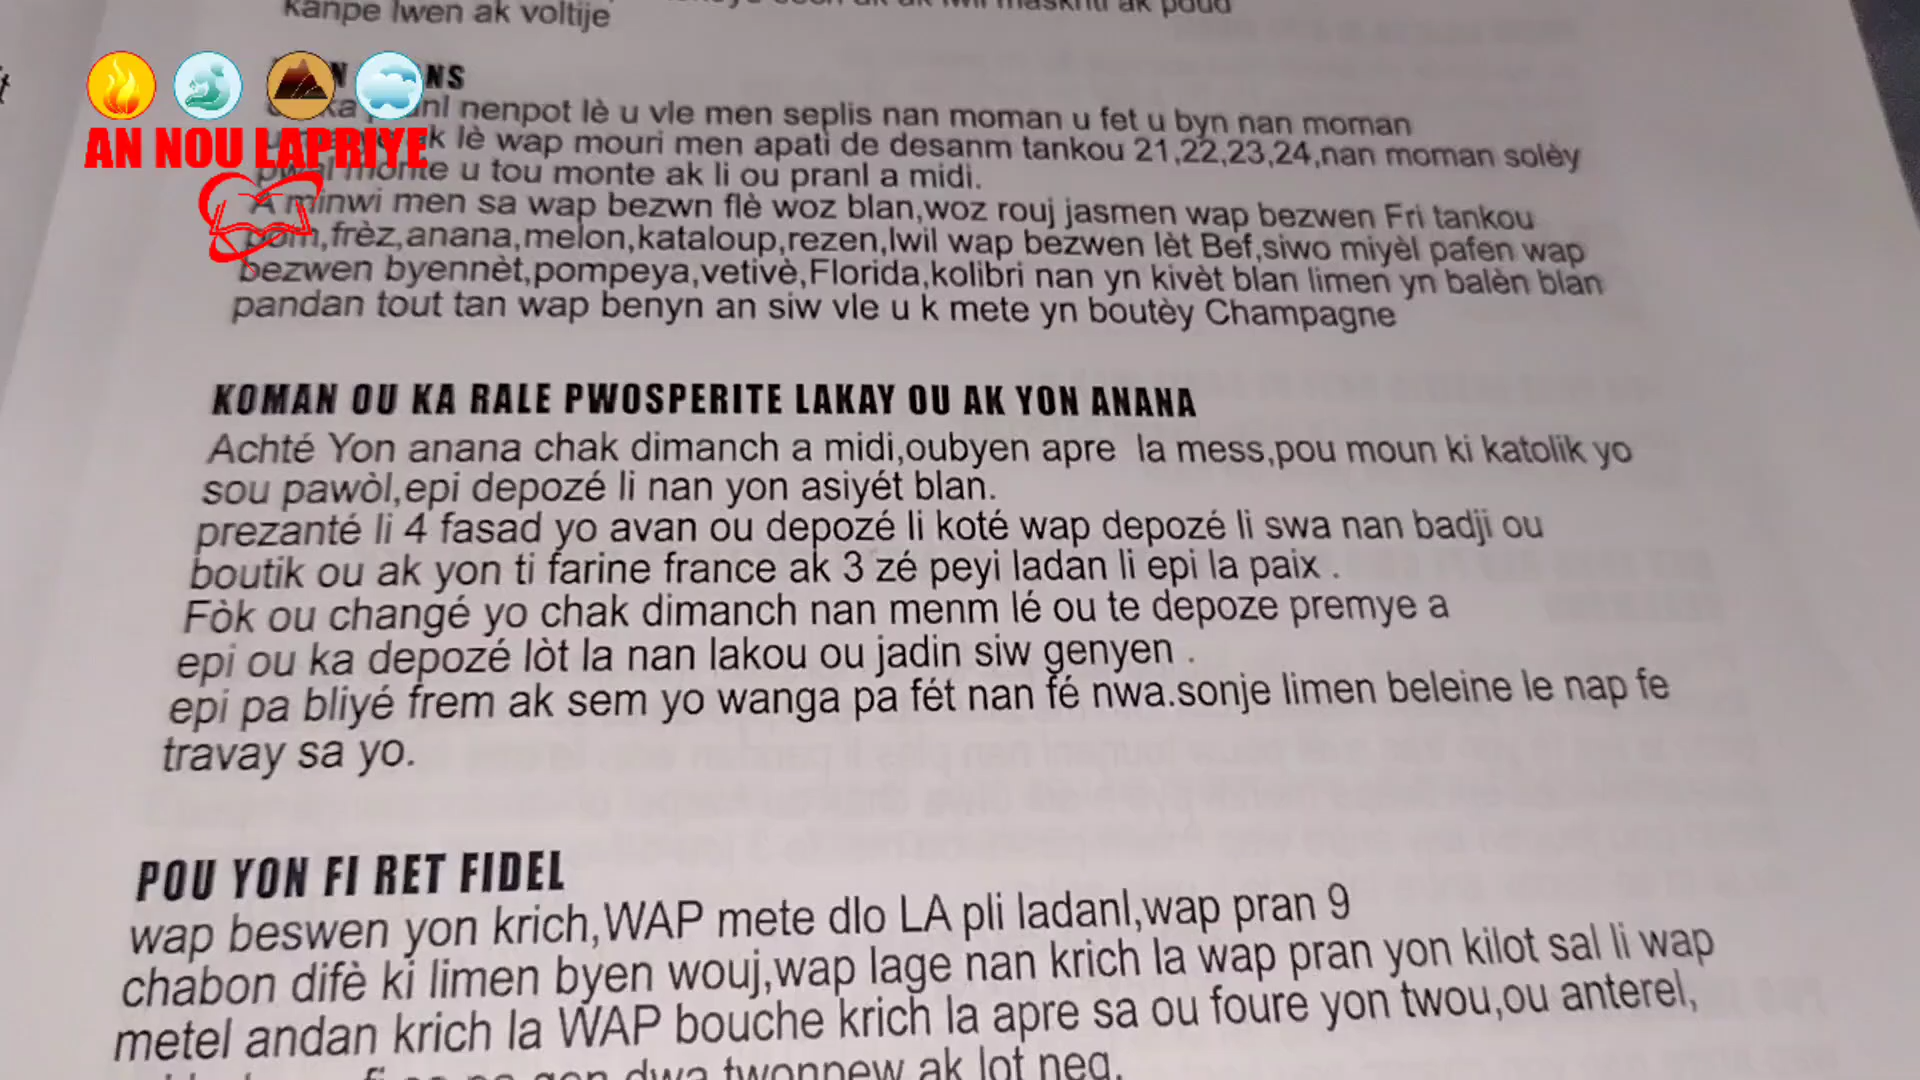 kanpe lwen ak voltije
NS
nenpot lè u vle men seplis nan moman u fet u byn nan moman
k lè wap mouri men apati de desanm tankou 21,22,23,24,nan moman solèy
monte u tou monte ak li ou pranl a midi.
A minwi men sa wap bezwn flè woz blan,woz rouj jasmen wap bezwen Fri tankou
pom,frèz,anana,melon,kataloup,rezen,lwil wap bezwen lèt Bef,siwo miyèl pafen wap
bezwen byennèt,pompeya,vetivè,Florida,kolibri nan yn kivèt blan limen yn balèn blan
pandan tout tan wap benyn an siw vle u k mete yn boutèy Champagne
AN NOU LAPRIYE
KOMAN OU KA RALE PWOSPERITE LAKAY OU AK YON ANANA
Achté Yon anana chak dimanch a midi,oubyen apre la mess,pou moun ki katolik yo
sou pawòl,epi depozé li nan yon asiyét blan.
prezanté li 4 fasad yo avan ou depozé li koté wap depozé li swa nan badji ou
boutik ou ak yon ti farine france ak 3 zé peyi ladan li epi la paix .
Fòk ou changé yo chak dimanch nan menm lé ou te depoze premye a
epi ou ka depozé lòt la nan lakou ou jadin siw genyen .
epi pa bliyé frem ak sem yo wanga pa fét nan fé nwa.sonje limen beleine le nap fe
travay sa yo.
POU YON FI RET FIDEL
wap beswen yon krich,WAP mete dlo LA pli ladanl,wap pran 9
chabon difè ki limen byen wouj,wap lage nan krich la wap pran yon kilot sal li wap
metel andan krich la WAP bouche krich la apre sa ou foure yon twou,ou anterel,
gen dwa twonpew ak lot neg.